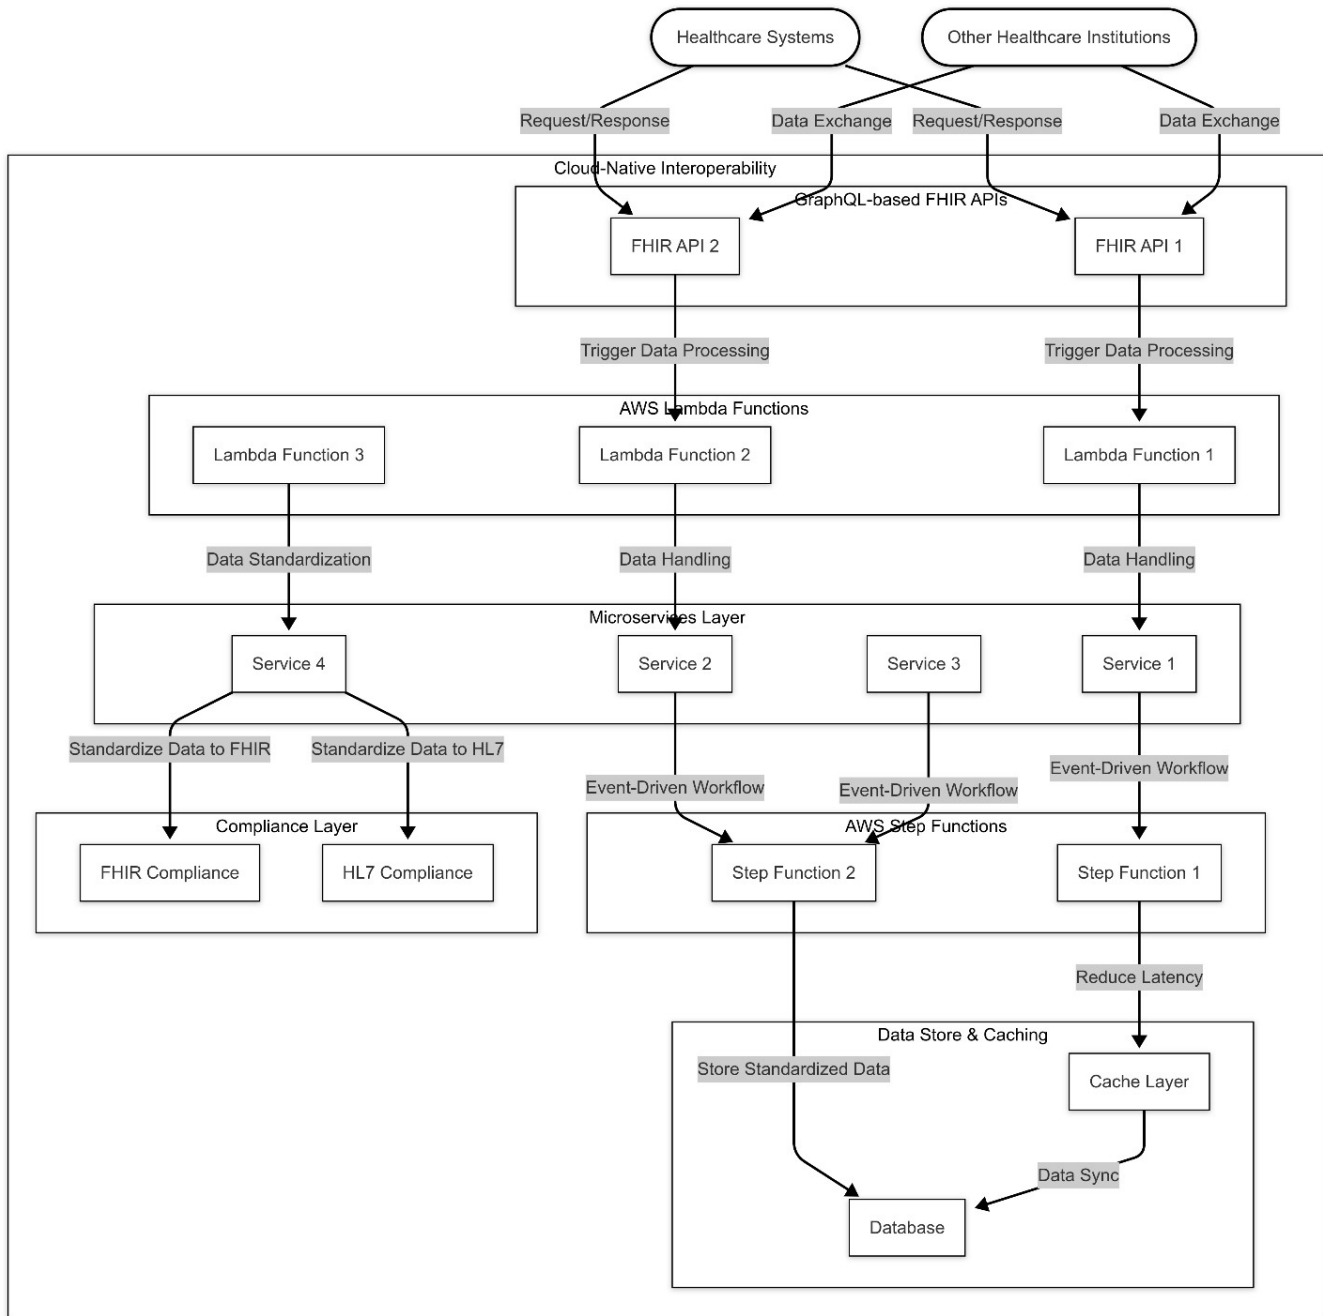 Healthcare Systems
Other Healthcare Institutions
Request/Response
Data Exchange
Request/Response
Data Exchange
Cloud-Native Interoperability
GraphQL-based FHIR APIs
FHIR API 2
FHIR API 1
Trigger Data Processing
Trigger Data Processing
AWS Lambda Functions
Lambda Function 3
Lambda Function 2
Lambda Function 1
Data Standardization
Data Handling
Data Handling
Microservices Layer
Service 4
Service 2
Service 3
Service 1
Standardize Data to FHIR
Standardize Data to HL7
Event-Driven Workflow
Event-Driven Workflow
Event-Driven Workflow
Compliance Layer
AWS Step Functions
FHIR Compliance
HL7 Compliance
Step Function 2
Step Function 1
Reduce Latency
Data Store & Caching
Store Standardized Data
Cache Layer
Data Sync
Database